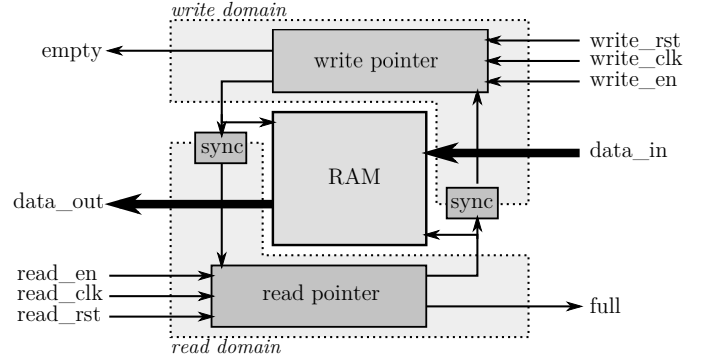 write domain
empty
write pointer
write_rst
write_clk
write_en
sync
RAM
data_in
data_out
sync
read_en
read_clk
read_rst
read pointer
full
read domain